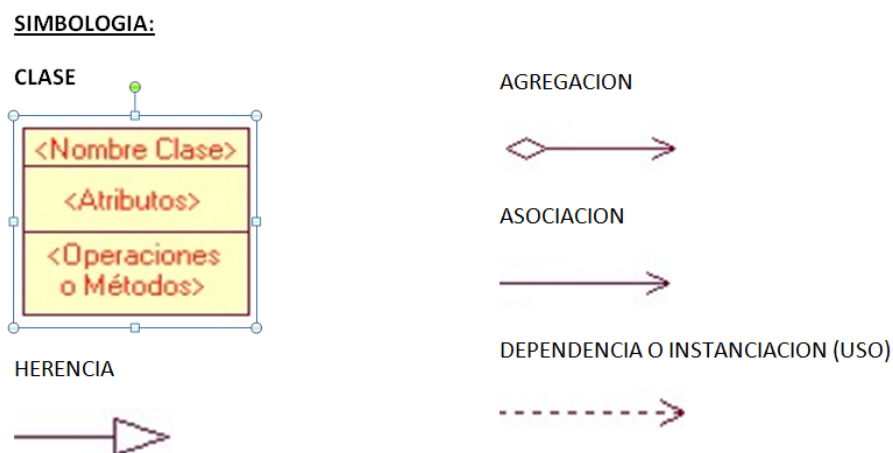 SIMBOLOGIA:
CLASE
<Nombre Clase>
<Atributos>
<Operaciones
o Métodos>
HERENCIA
AGREGACION
ASOCIACION
DEPENDENCIA O INSTANCIACION (USO)